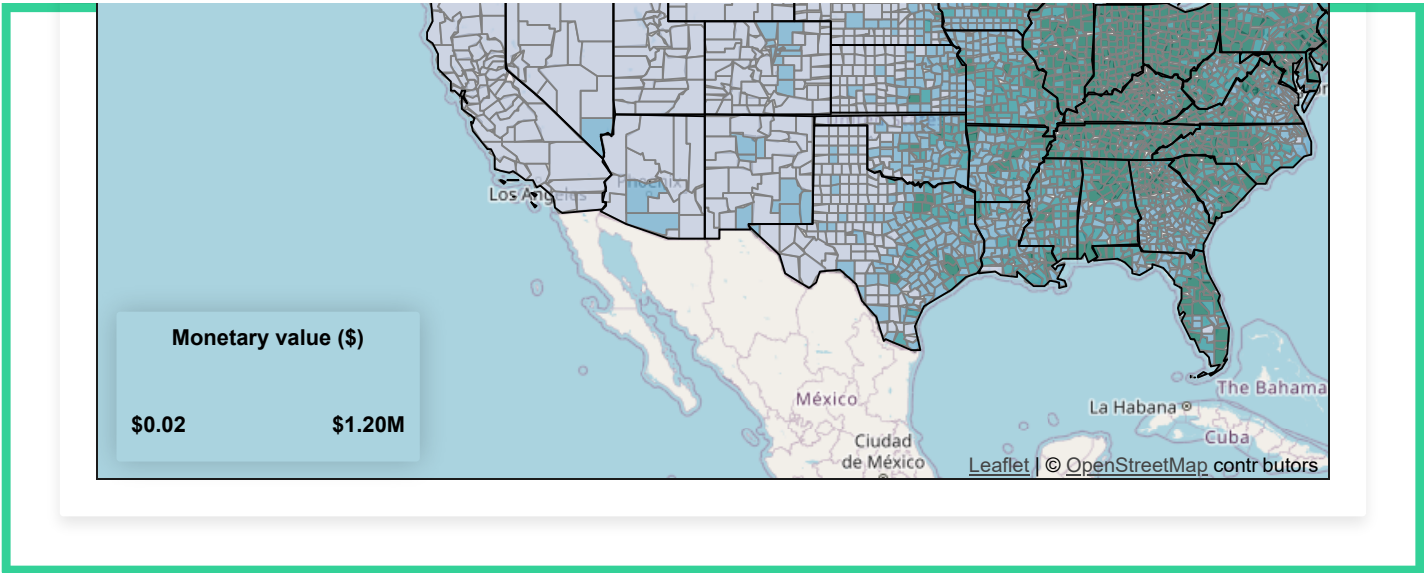 Phoenix
Los Angeles
Monetary value ($)
$0.02 $1.20M
México
The Bahama
La Habana
Cuba
Ciudad
de México
Leaflet | © OpenStreetMap contr butors